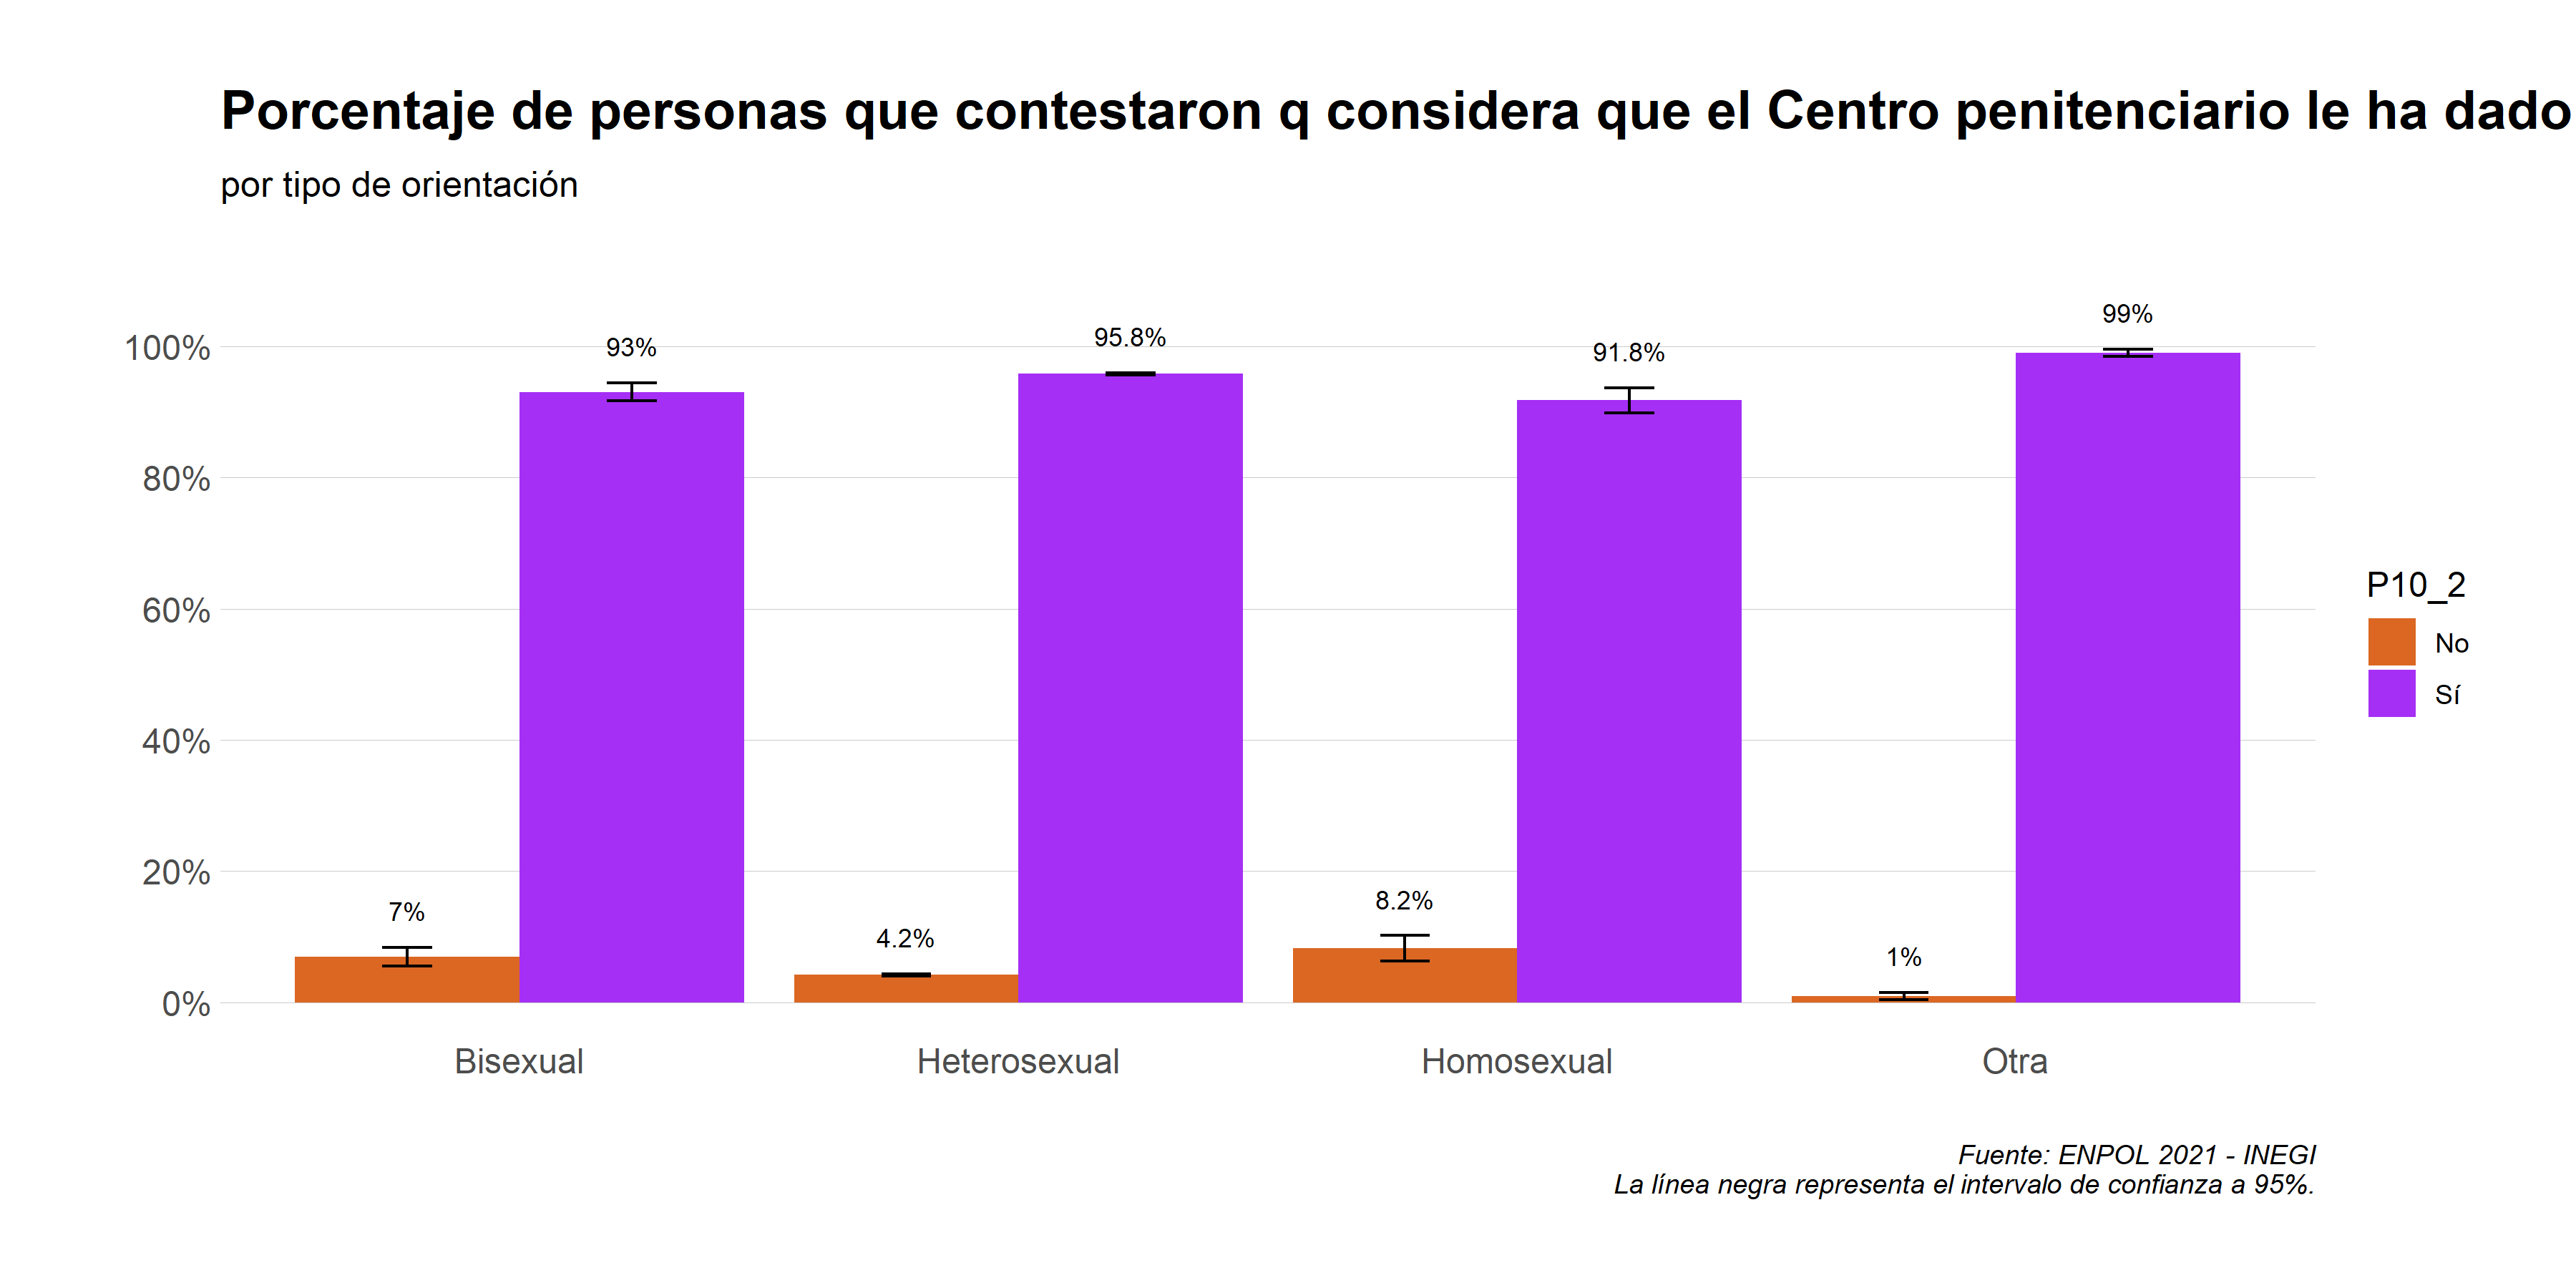 Porcentaje de personas que contestaron q considera que el Centro penitenciario le ha dado
por tipo de orientación
100%
80%
60%
40%
20%
0%
7%
93%
4.2%
95.8%
8.2%
91.8%
1%
99%
Bisexual
Heterosexual
Homosexual
Otra
P10_2
No
Sí
Fuente: ENPOL 2021 - INEGI
La línea negra representa el intervalo de confianza a 95%.